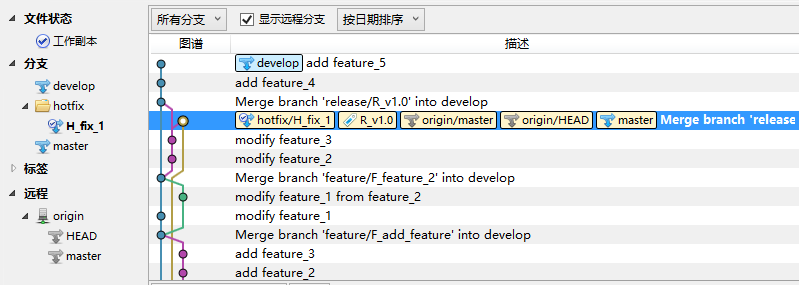 文件状态
工作副本
分支
develop
hotfix
H_fix_1
master
标签
远程
origin
HEAD
master
所有分支 显示远程分支 按日期排序
图谱 描述
develop add feature_5
add feature_4
Merge branch 'release/R_v1.0' into develop
hotfix/H_fix_1 R_v1.0 origin/master origin/HEAD master Merge branch 'release
modify feature_3
modify feature_2
Merge branch 'feature/F_feature_2' into develop
modify feature_1 from feature_2
modify feature_1
Merge branch 'feature/F_add_feature' into develop
add feature_3
add feature_2